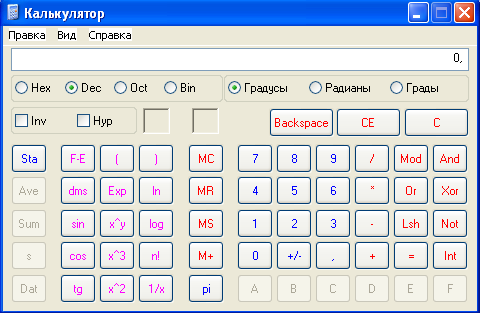 Калькулятор
Правка Вид Справка
0,
Hex Dec Oct Bin Градусы Радианы Грады
Inv Hyp Backspace CE C
Sta F-E ( ) MC 7 8 9 / Mod And
Ave dms Exp ln MR 4 5 6 * Or Xor
Sum sin x^y log MS 1 2 3 - Lsh Not
s cos x^3 n! M+ 0 +/- , + = Int
Dat tg x^2 1/x pi A B C D E F